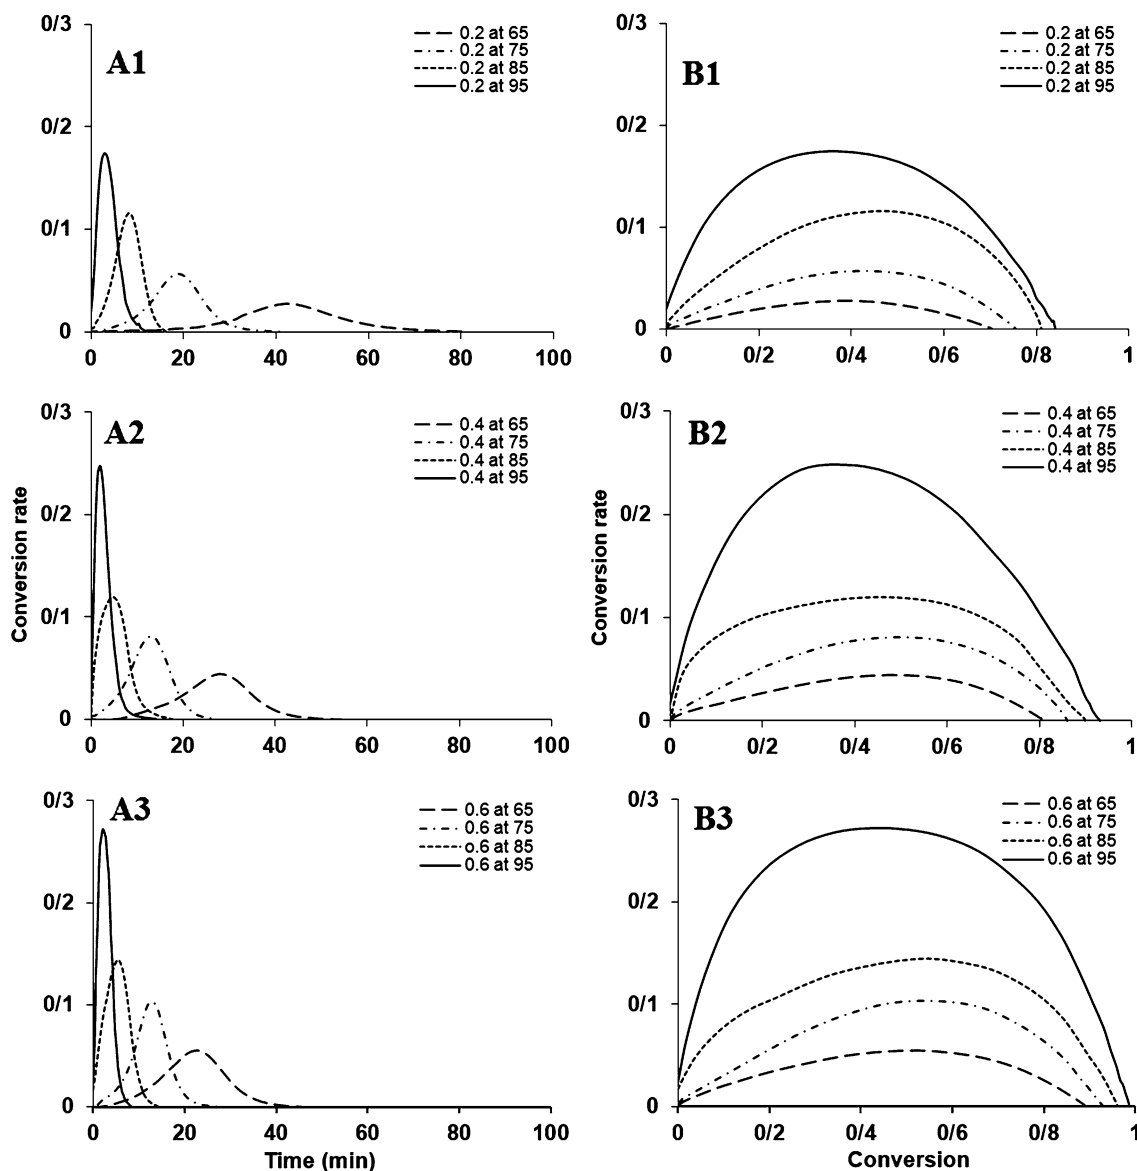 A1
0.2 at 65
0.2 at 75
0.2 at 85
0.2 at 95
0/3
0/2
0/1
0
0 20 40 60 80 100
B1
0.2 at 65
0.2 at 75
0.2 at 85
0.2 at 95
0/3
0/2
0/1
0
0 0/2 0/4 0/6 0/8 1
A2
0.4 at 65
0.4 at 75
0.4 at 85
0.4 at 95
0/3
0/2
0/1
0
0 20 40 60 80 100
Conversion rate
B2
0.4 at 65
0.4 at 75
0.4 at 85
0.4 at 95
0/3
0/2
0/1
0
0 0/2 0/4 0/6 0/8 1
Conversion rate
A3
0.6 at 65
0.6 at 75
o.6 at 85
0.6 at 95
0/3
0/2
0/1
0
0 20 40 60 80 100
Time (min)
B3
0.6 at 65
0.6 at 75
o.6 at 85
0.6 at 95
0/3
0/2
0/1
0
0 0/2 0/4 0/6 0/8 1
Conversion